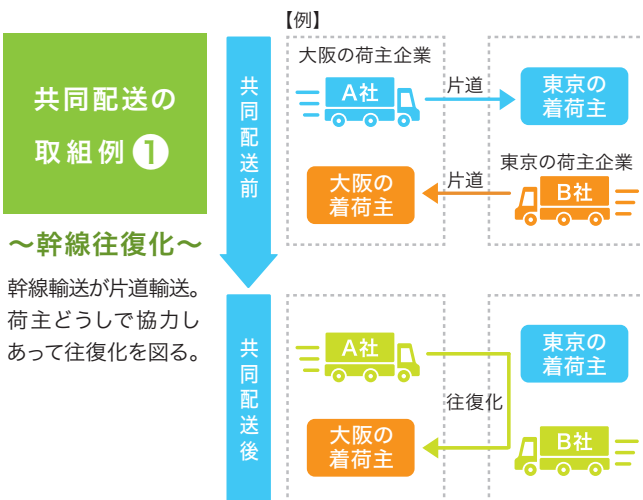 【例】
共同配送の
取組例 ❶
～幹線往復化～
幹線輸送が片道輸送。
荷主どうしで協力し
あって往復化を図る。
共同配送前
大阪の荷主企業
A社
片道
東京の
着荷主
東京の荷主企業
B社
片道
大阪の
着荷主
共同配送後
A社
東京の
着荷主
往復化
大阪の
着荷主
B社